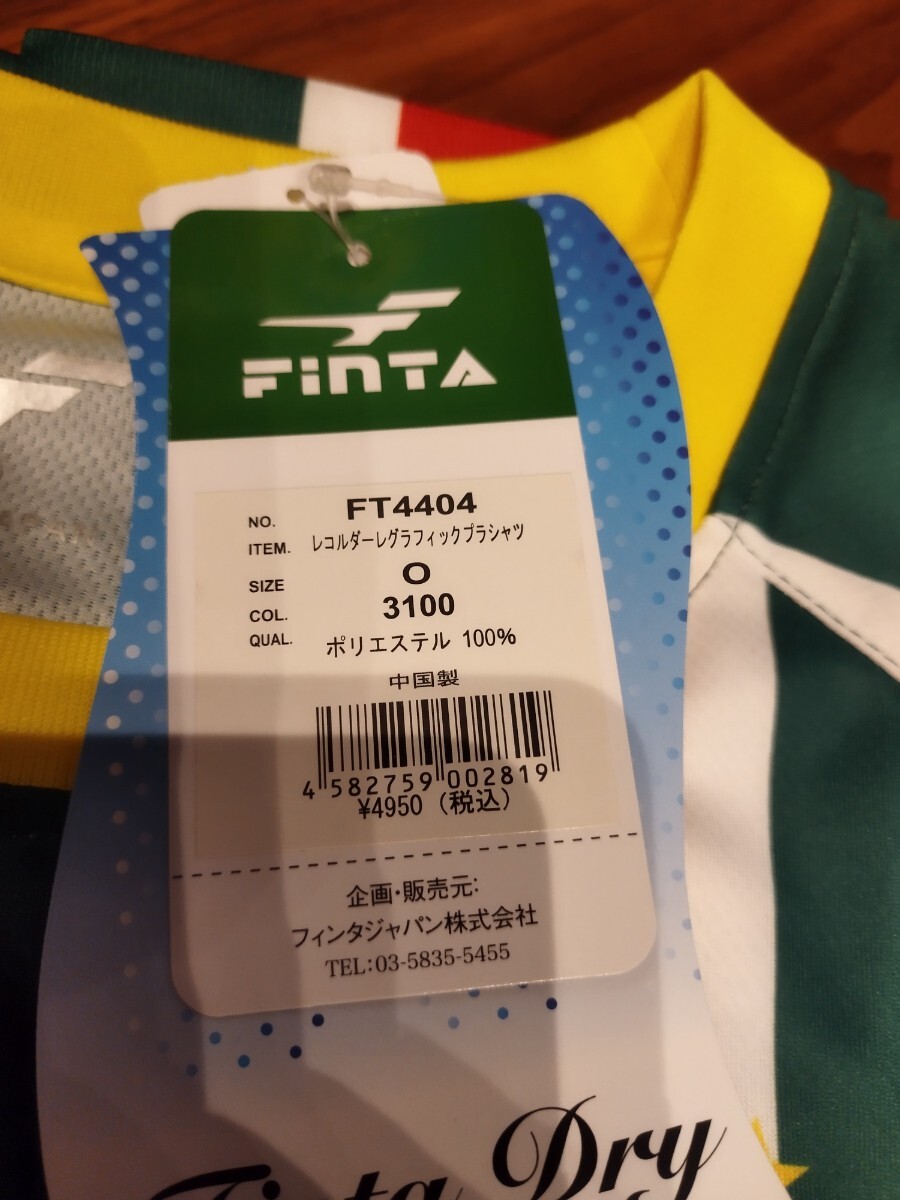 FINTA
NO. FT4404
ITEM. レコルダーレグラフィックプラシャツ
SIZE O
COL. 3100
QUAL. ポリエステル 100%
中国製
4 582759 002819
¥4950（税込）
企画・販売元:
フィンタジャパン株式会社
TEL:03-5835-5455
Finta Dry